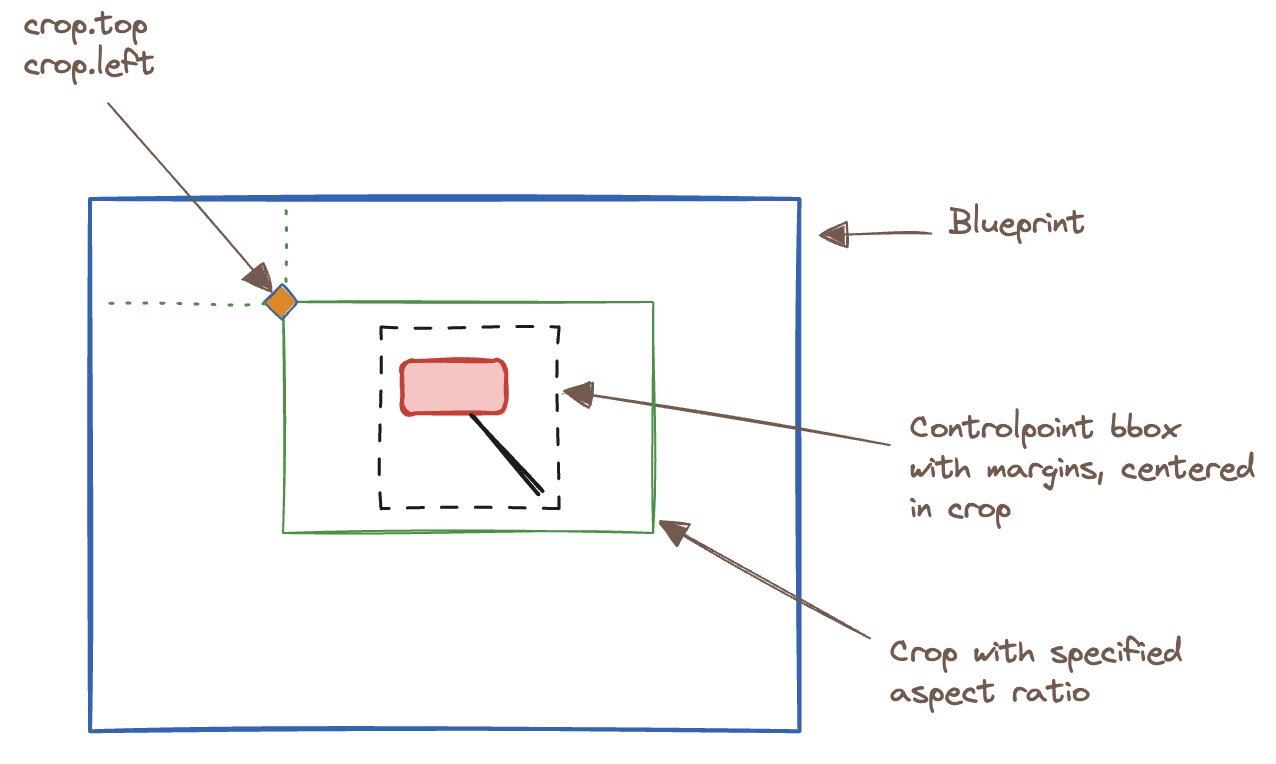 crop.top
crop.left
Blueprint
Controlpoint bbox
with margins, centered
in crop
Crop with specified
aspect ratio